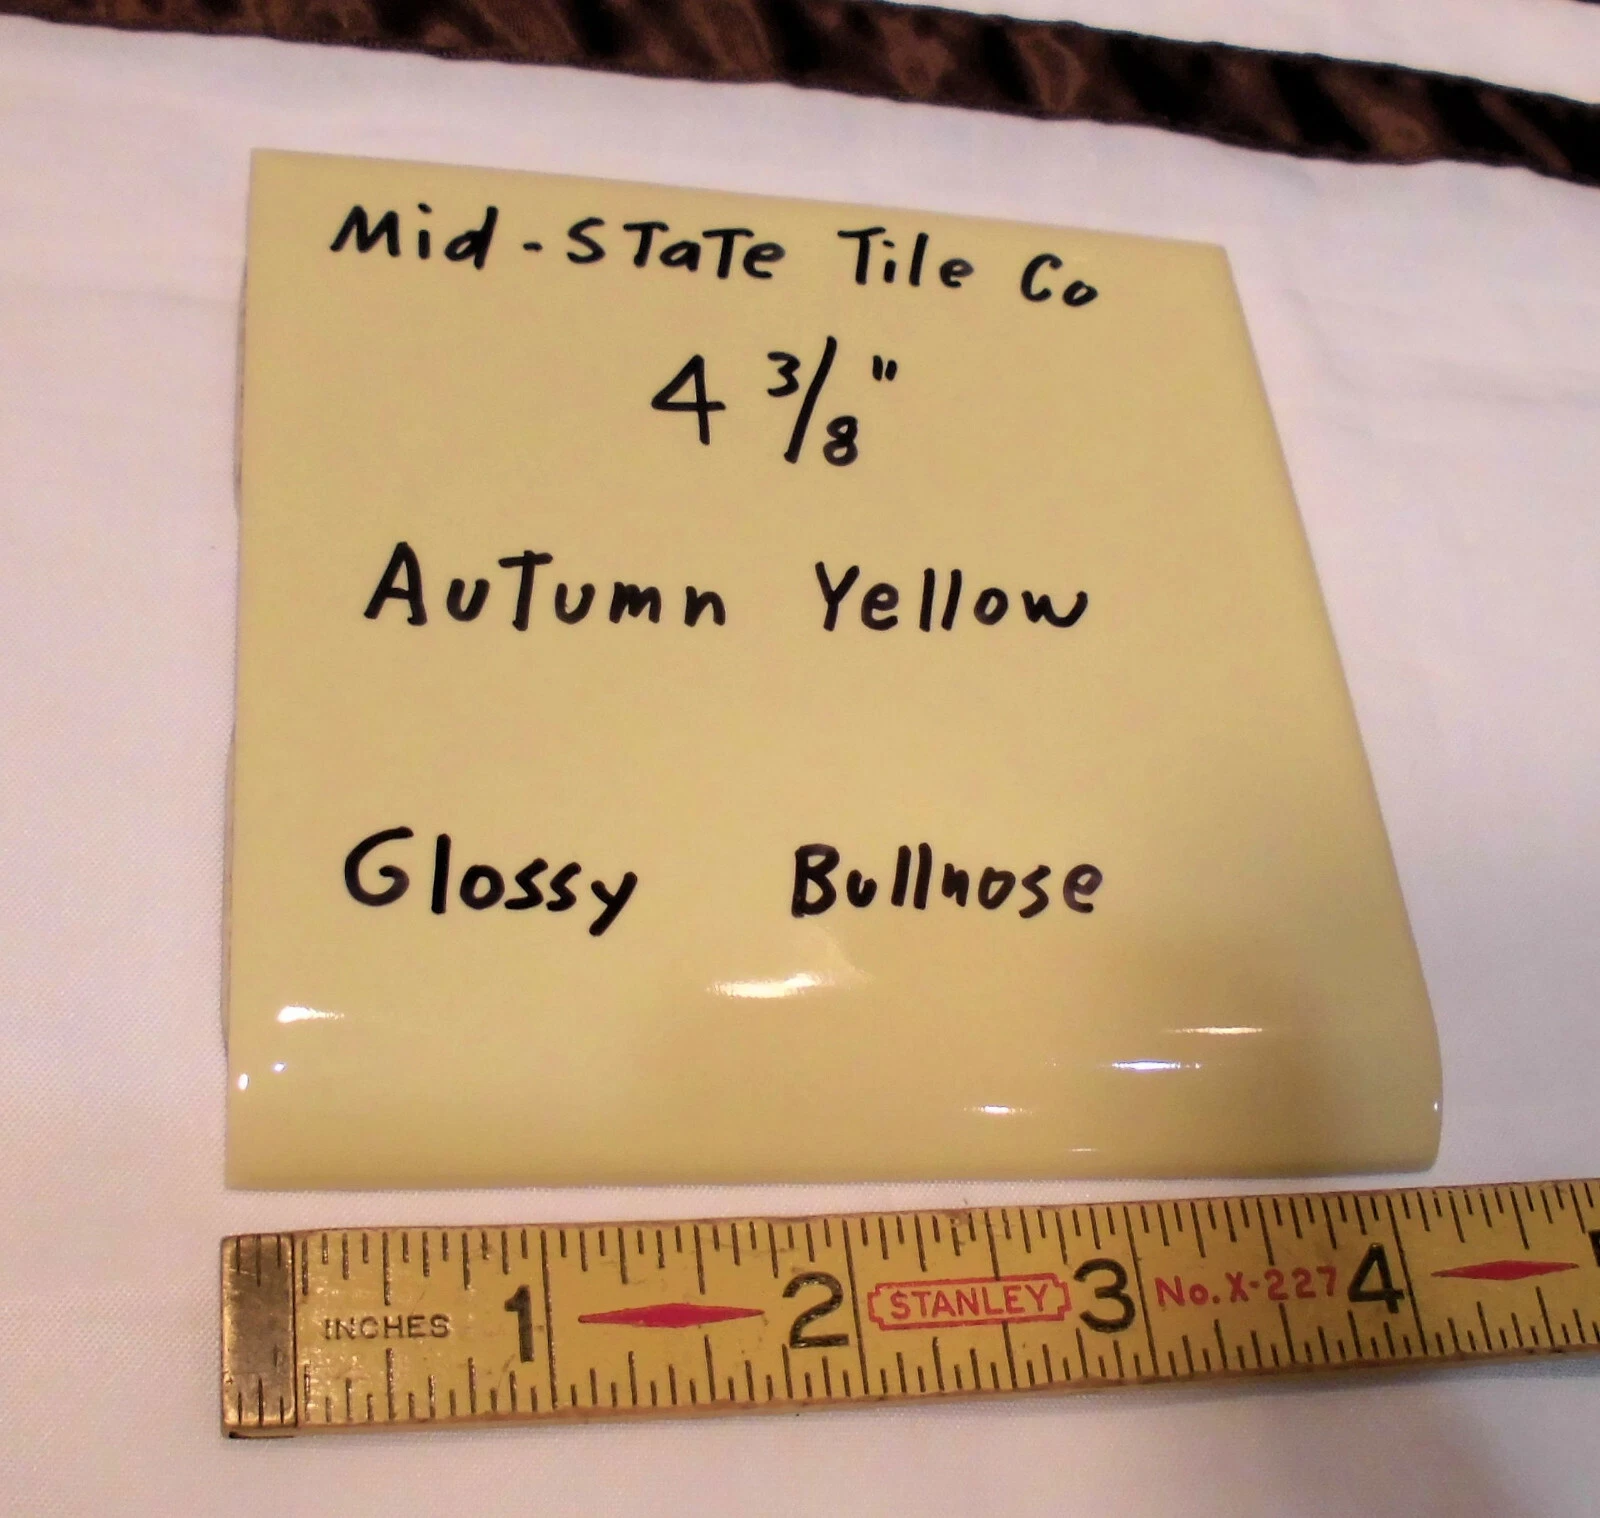 Mid-State Tile Co
4 3/8"
Autumn Yellow
Glossy Bullnose
INCHES 1 2 STANLEY 3 No. X-227 4